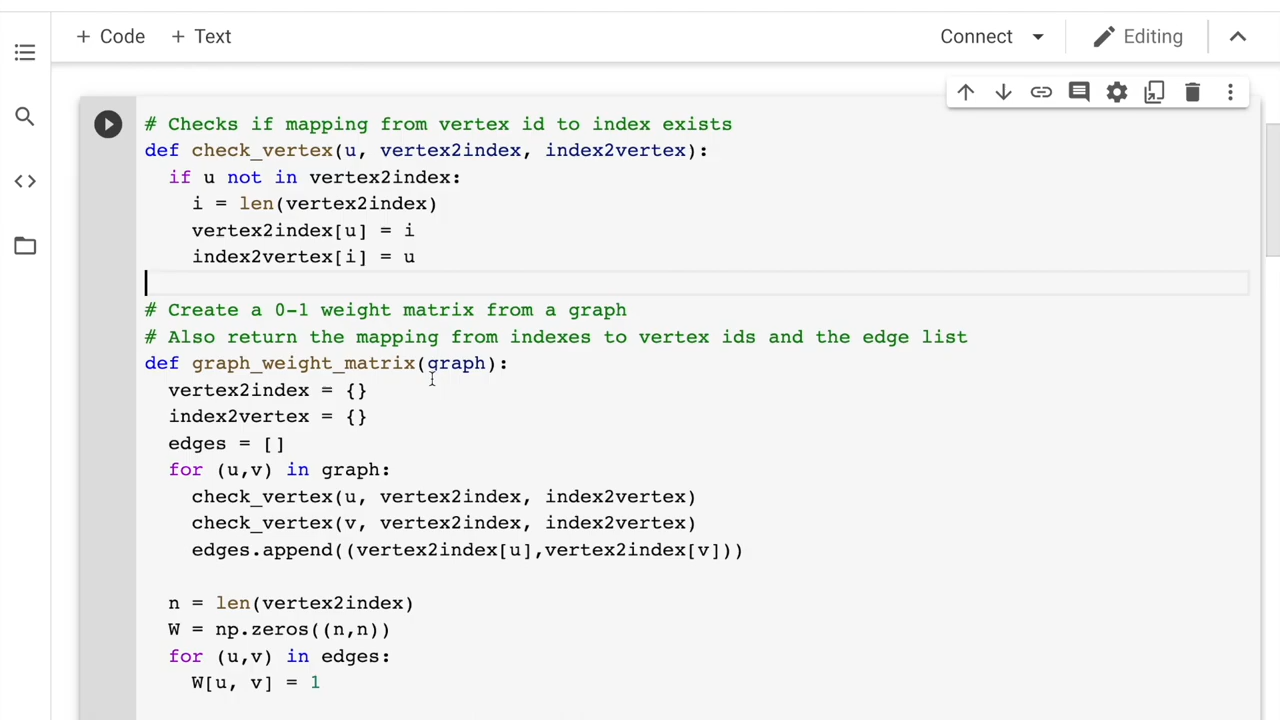 + Code + Text Connect Editing
# Checks if mapping from vertex id to index exists
def check_vertex(u, vertex2index, index2vertex):
  if u not in vertex2index:
    i = len(vertex2index)
    vertex2index[u] = i
    index2vertex[i] = u
# Create a 0-1 weight matrix from a graph
# Also return the mapping from indexes to vertex ids and the edge list
def graph_weight_matrix(graph):
  vertex2index = {}
  index2vertex = {}
  edges = []
  for (u,v) in graph:
    check_vertex(u, vertex2index, index2vertex)
    check_vertex(v, vertex2index, index2vertex)
    edges.append((vertex2index[u],vertex2index[v]))
  n = len(vertex2index)
  W = np.zeros((n,n))
  for (u,v) in edges:
    W[u, v] = 1